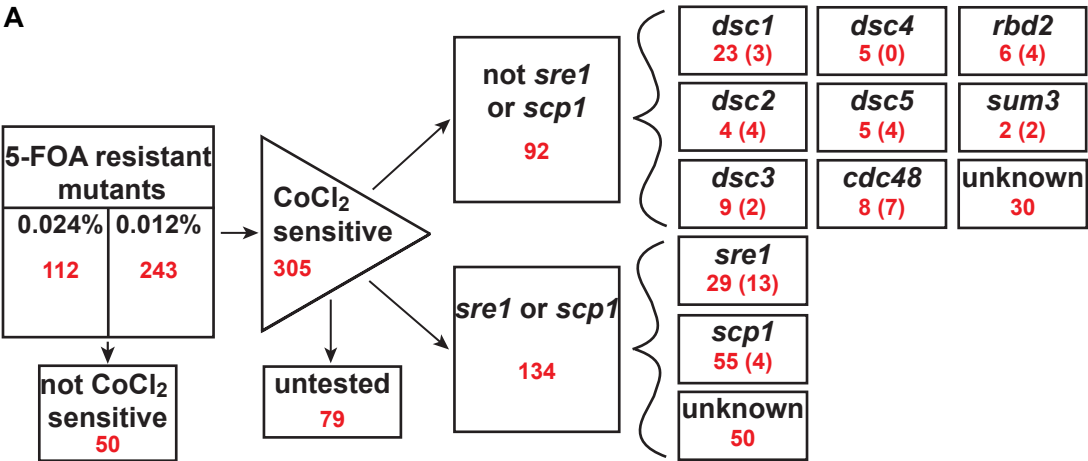 A
5-FOA resistant
mutants
0.024% 0.012%
112 243
not CoCl₂
sensitive
50
CoCl₂
sensitive
305
untested
79
not sre1
or scp1
92
sre1 or scp1
134
dsc1
23 (3)
dsc4
5 (0)
rbd2
6 (4)
dsc2
4 (4)
dsc5
5 (4)
sum3
2 (2)
dsc3
9 (2)
cdc48
8 (7)
unknown
30
sre1
29 (13)
scp1
55 (4)
unknown
50